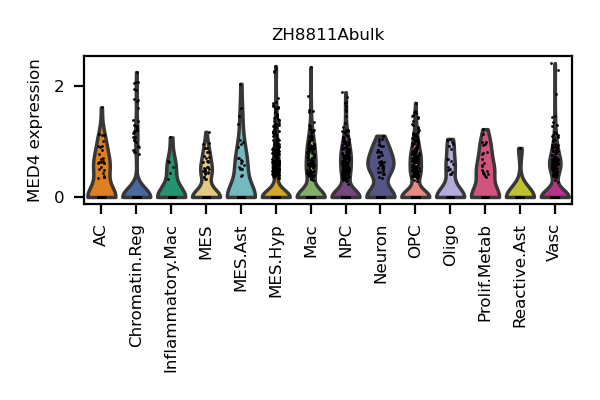 ZH8811Abulk
MED4 expression
2
0
AC
Chromatin.Reg
Inflammatory.Mac
MES
MES.Ast
MES.Hyp
Mac
NPC
Neuron
OPC
Oligo
Prolif.Metab
Reactive.Ast
Vasc